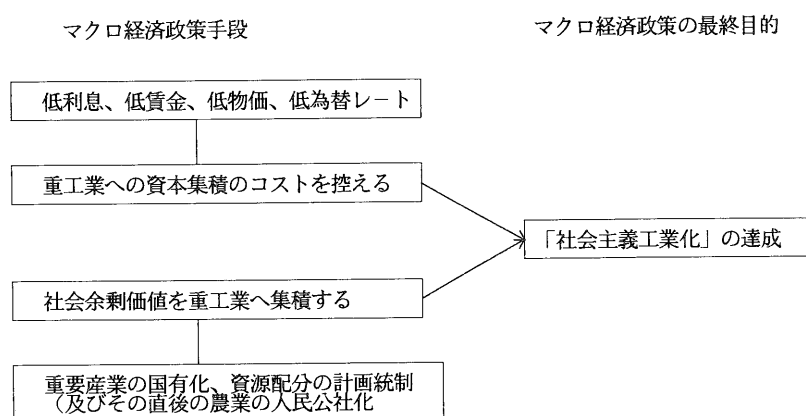 マクロ経済政策手段
マクロ経済政策の最終目的
低利息、低賃金、低物価、低為替レート
重工業への資本集積のコストを控える
「社会主義工業化」の達成
社会余剰価値を重工業へ集積する
重要産業の国有化、資源配分の計画統制
（及びその直後の農業の人民公社化